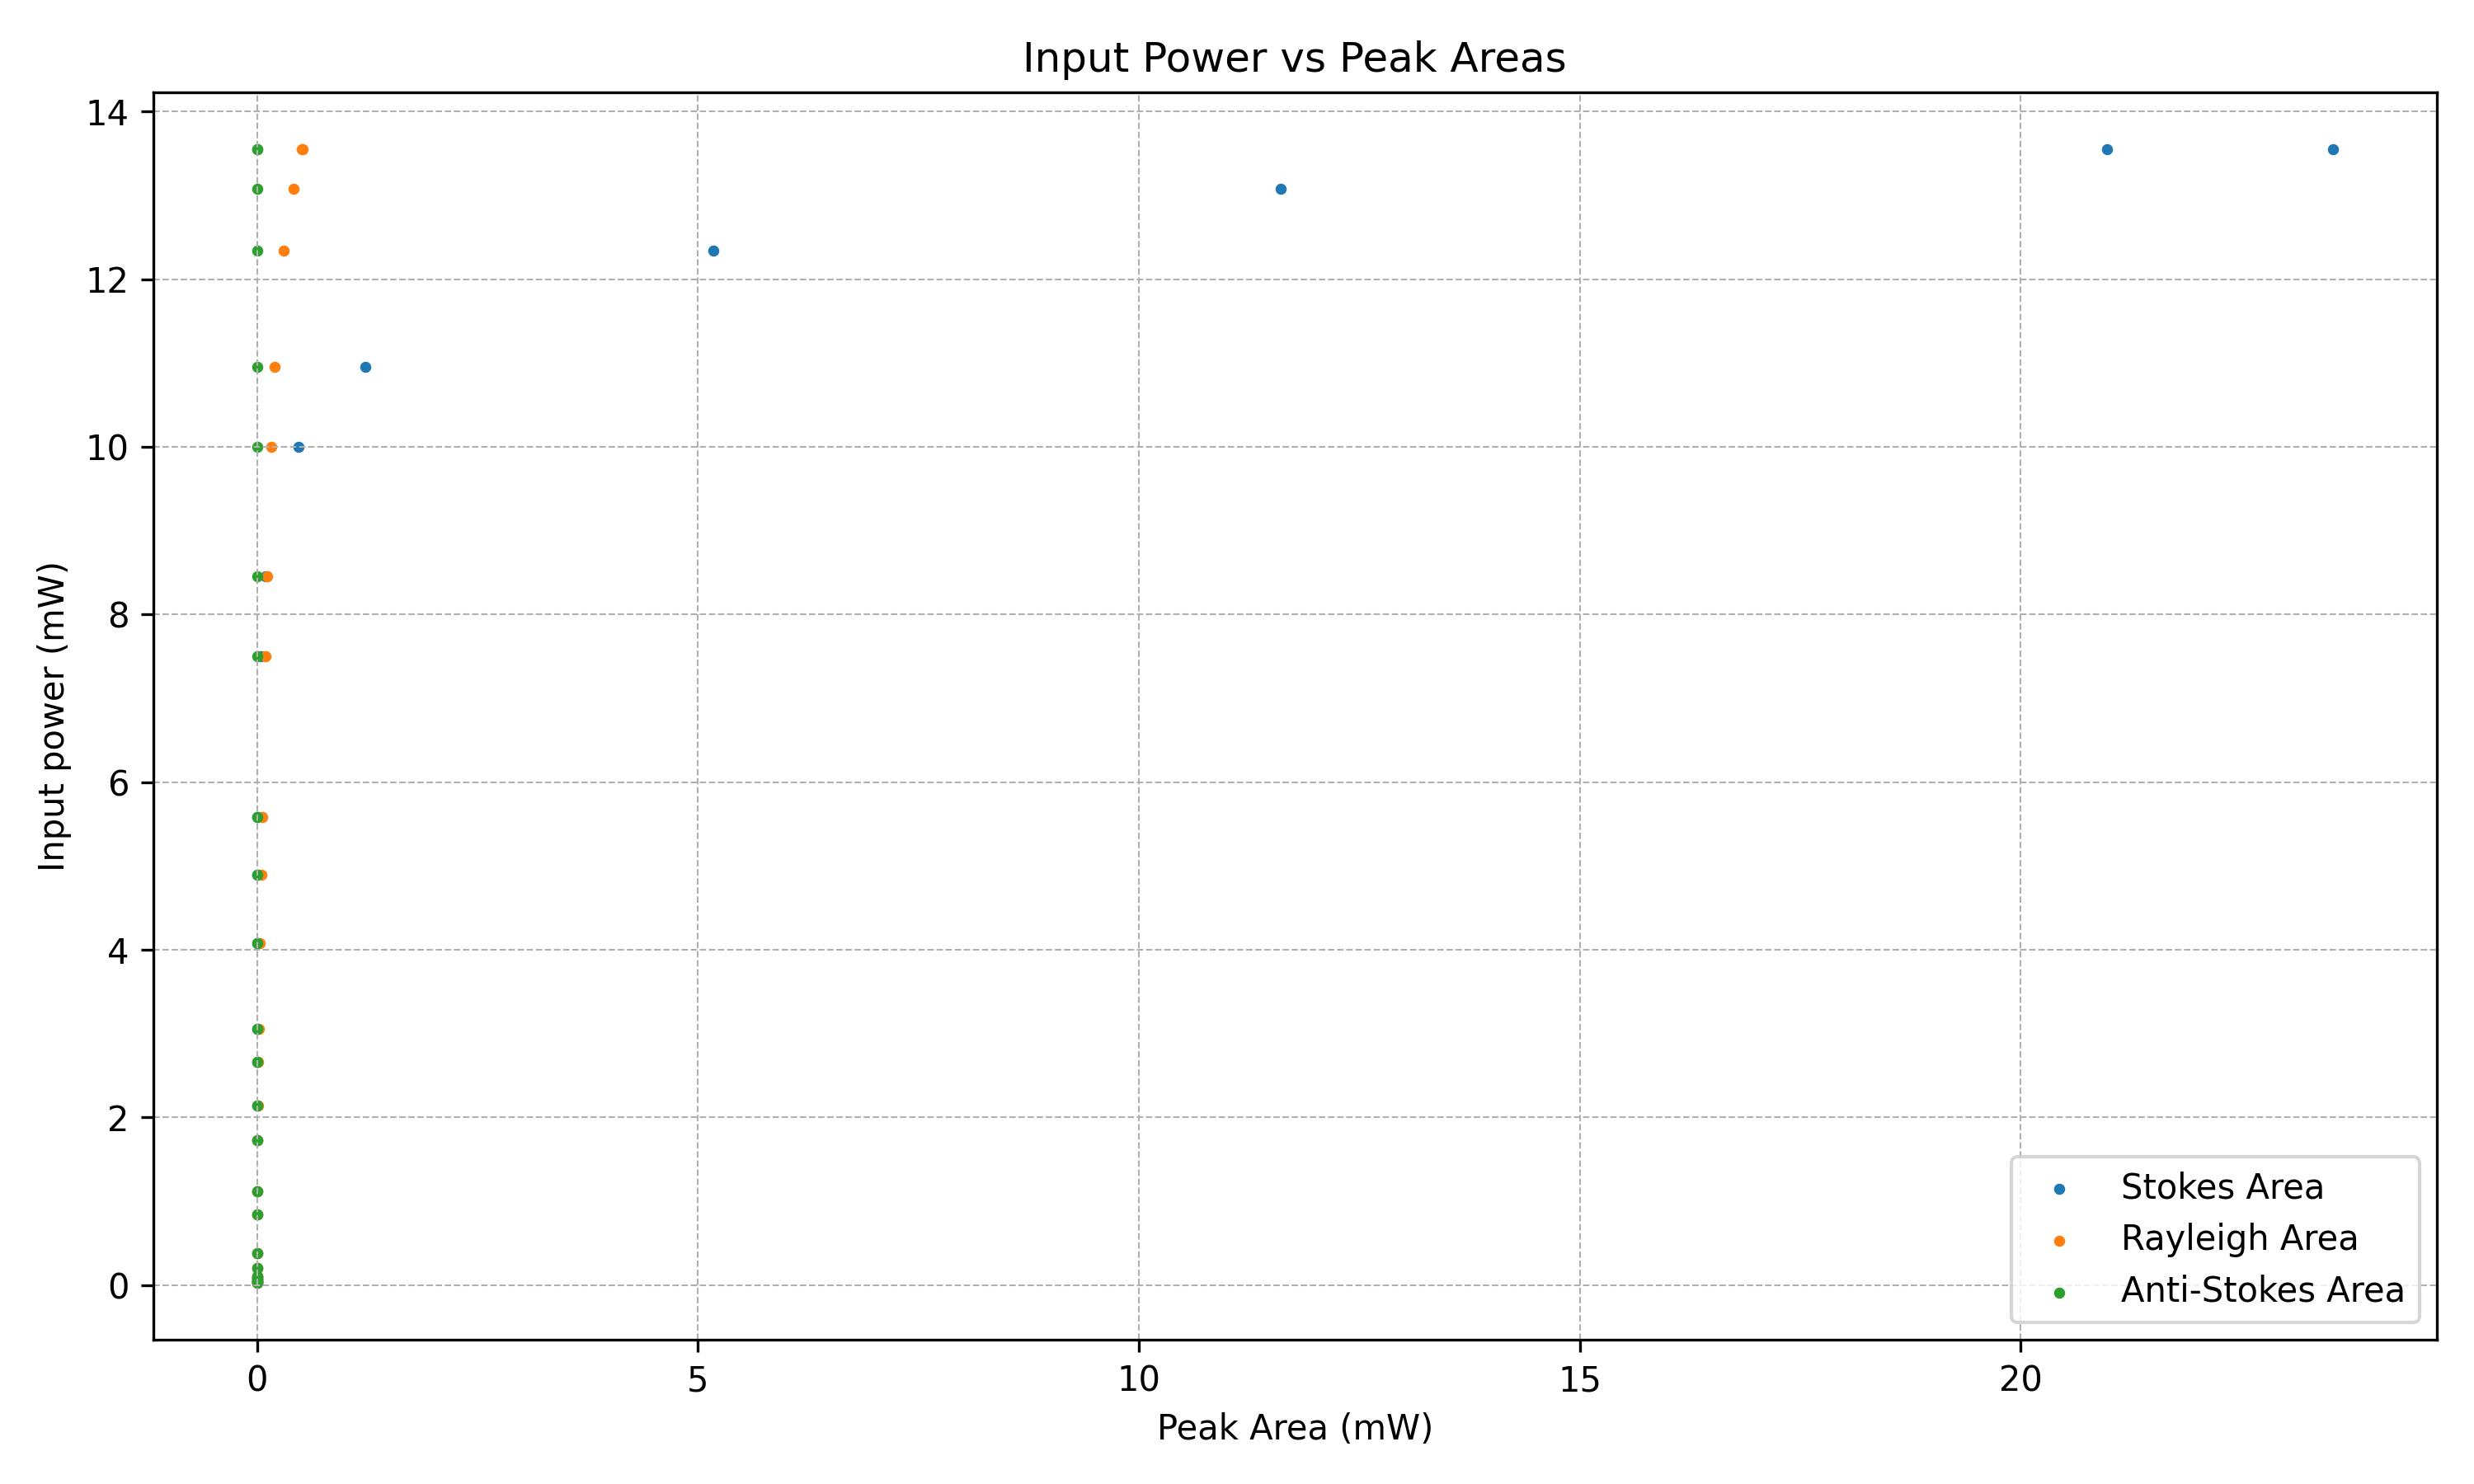 Input Power vs Peak Areas
Input power (mW)
14
12
10
8
6
4
2
0
0 5 10 15 20
Peak Area (mW)
Stokes Area
Rayleigh Area
Anti-Stokes Area